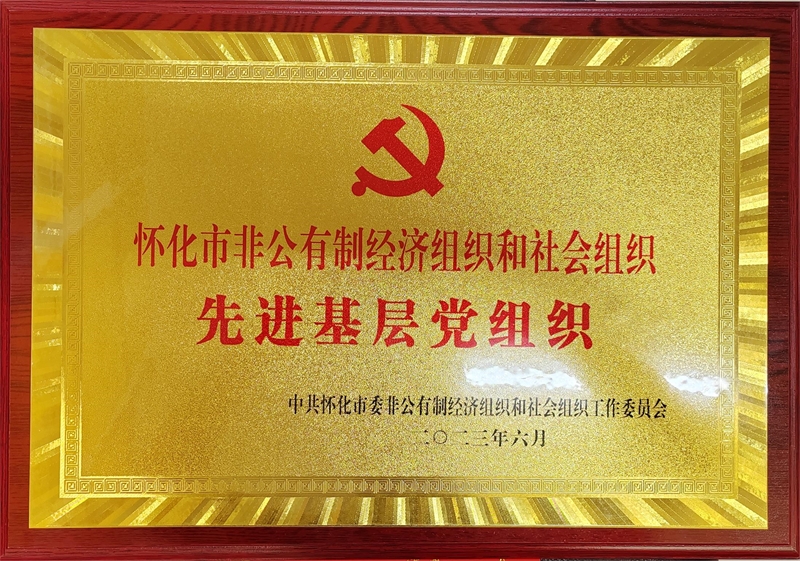 怀化市非公有制经济组织和社会组织
先进基层党组织
中共怀化市委非公有制经济组织和社会组织工作委员会
二〇二三年六月